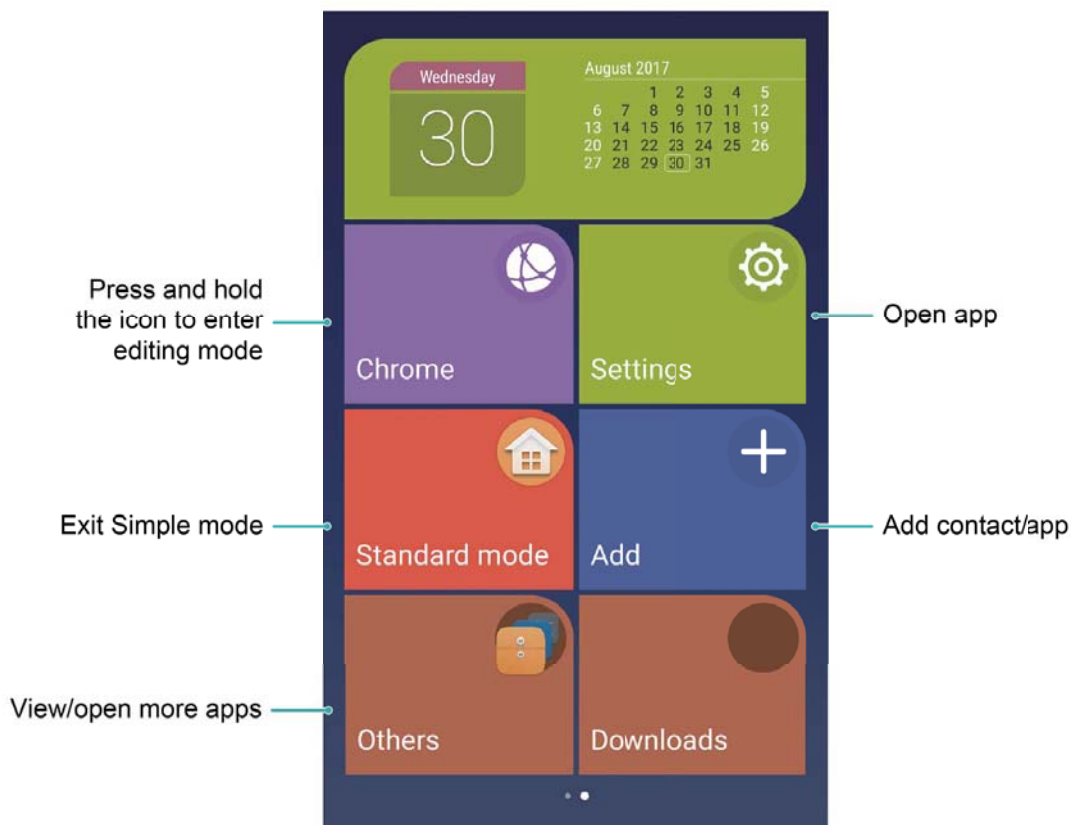 Wednesday
30
August 2017
1 2 3 4 5
6 7 8 9 10 11 12
13 14 15 16 17 18 19
20 21 22 23 24 25 26
27 28 29 30 31
Press and hold
the icon to enter
editing mode
Chrome
Settings
Open app
Exit Simple mode
Standard mode
Add
Add contact/app
View/open more apps
Others
Downloads